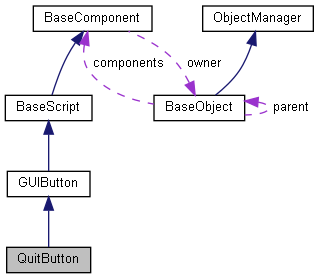 BaseComponent
ObjectManager
components
owner
BaseScript
BaseObject
parent
GUIButton
QuitButton